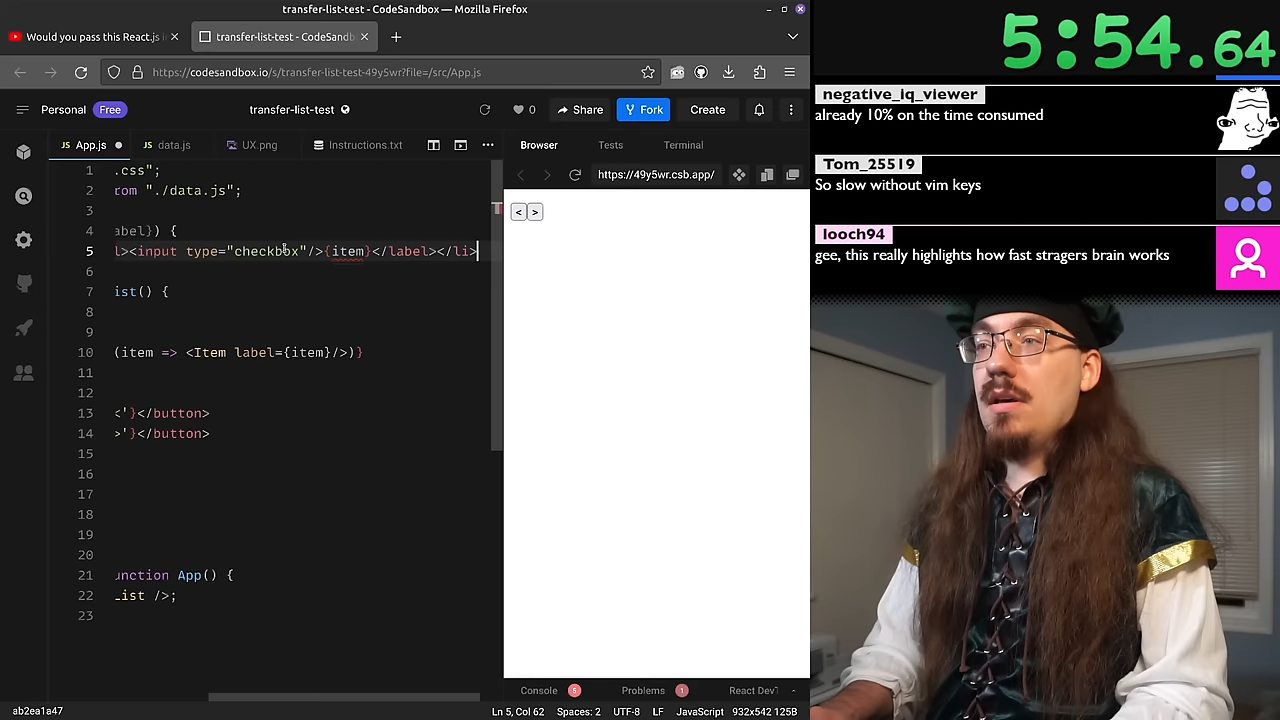 transfer-list-test - CodeSandbox — Mozilla Firefox
Would you pass this React.js i
transfer-list-test - CodeSandb
https://codesandbox.io/s/transfer-list-test-49y5wr?file=/src/App.js
Personal Free
transfer-list-test
0
Share
Fork
Create
JS App.js
JS data.js
UX.png
Instructions.txt
Browser
Tests
Terminal
https://49y5wr.csb.app/
< >
1 .css";
2 rom "./data.js";
3
4 abel}) {
5 l><input type="checkbox"/>{item}</label></li>
6
7 ist() {
8
9
10 (item => <Item label={item}/>)}
11
12
13 <'}</button>
14 >'}</button>
15
16
17
18
19
20
21 unction App() {
22 _ist />;
23
Console 5
Problems 1
React DevT
ab2ea1a47
Ln 5, Col 62
Spaces: 2
UTF-8
LF
JavaScript
932x542 125B
5:54.64
negative_iq_viewer
already 10% on the time consumed
Tom_25519
So slow without vim keys
looch94
gee, this really highlights how fast stragers brain works